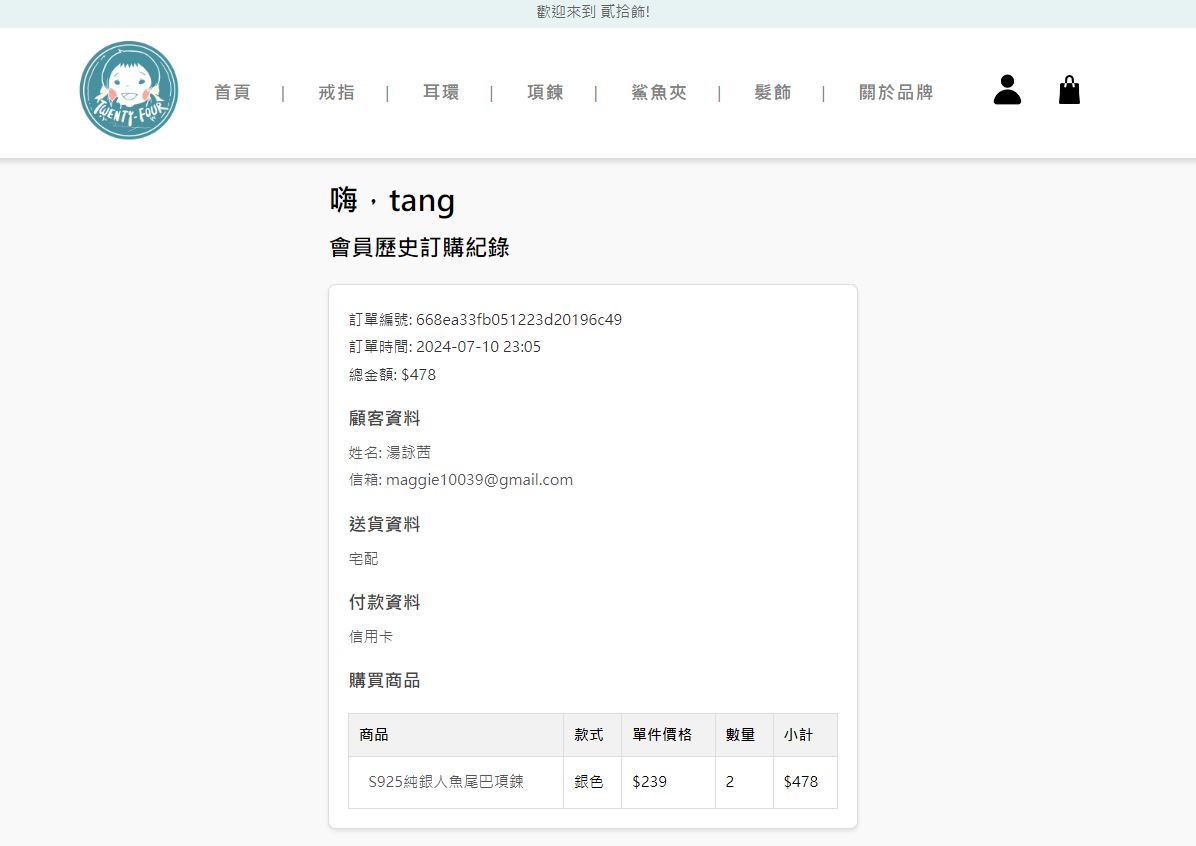 歡迎來到 貳拾飾!
TWENTY-FOUR
首頁 | 戒指 | 耳環 | 項鍊 | 鯊魚夾 | 髮飾 | 關於品牌
嗨，tang
會員歷史訂購紀錄
訂單編號: 668ea33fb051223d20196c49
訂單時間: 2024-07-10 23:05
總金額: $478
顧客資料
姓名: 湯詠茜
信箱: maggie10039@gmail.com
送貨資料
宅配
付款資料
信用卡
購買商品
商品 款式 單件價格 數量 小計
S925純銀人魚尾巴項鍊 銀色 $239 2 $478